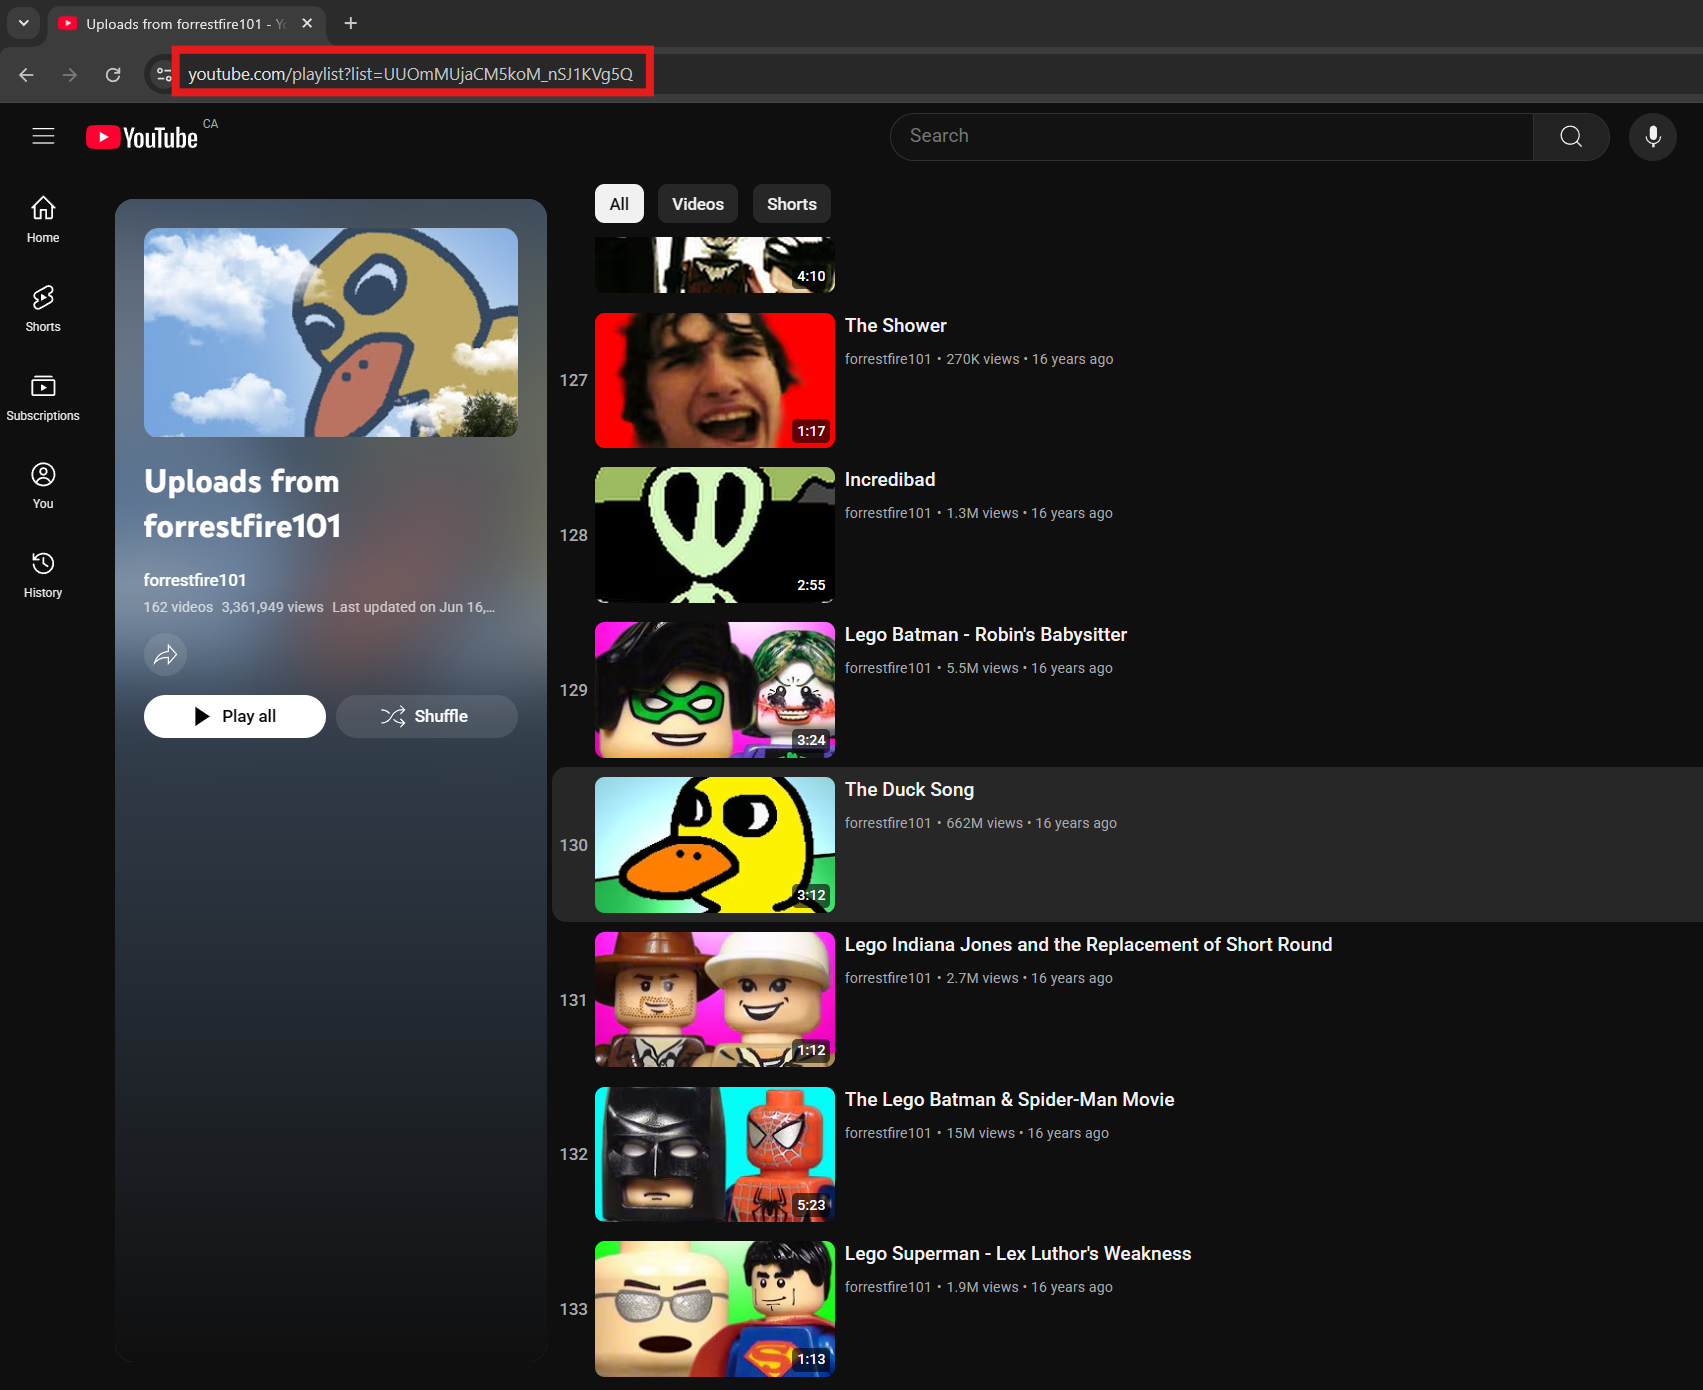 Uploads from forrestfire101 - Yo
youtube.com/playlist?list=UUOmMUjaCM5koM_nSJ1KVg5Q
YouTube CA
Search
Home
Shorts
Subscriptions
You
History
Uploads from
forrestfire101
forrestfire101
162 videos 3,361,949 views Last updated on Jun 16,...
Play all
Shuffle
All
Videos
Shorts
4:10
127
1:17
The Shower
forrestfire101 • 270K views • 16 years ago
128
2:55
Incredibad
forrestfire101 • 1.3M views • 16 years ago
129
3:24
Lego Batman - Robin's Babysitter
forrestfire101 • 5.5M views • 16 years ago
130
3:12
The Duck Song
forrestfire101 • 662M views • 16 years ago
131
1:12
Lego Indiana Jones and the Replacement of Short Round
forrestfire101 • 2.7M views • 16 years ago
132
5:23
The Lego Batman & Spider-Man Movie
forrestfire101 • 15M views • 16 years ago
133
1:13
Lego Superman - Lex Luthor's Weakness
forrestfire101 • 1.9M views • 16 years ago